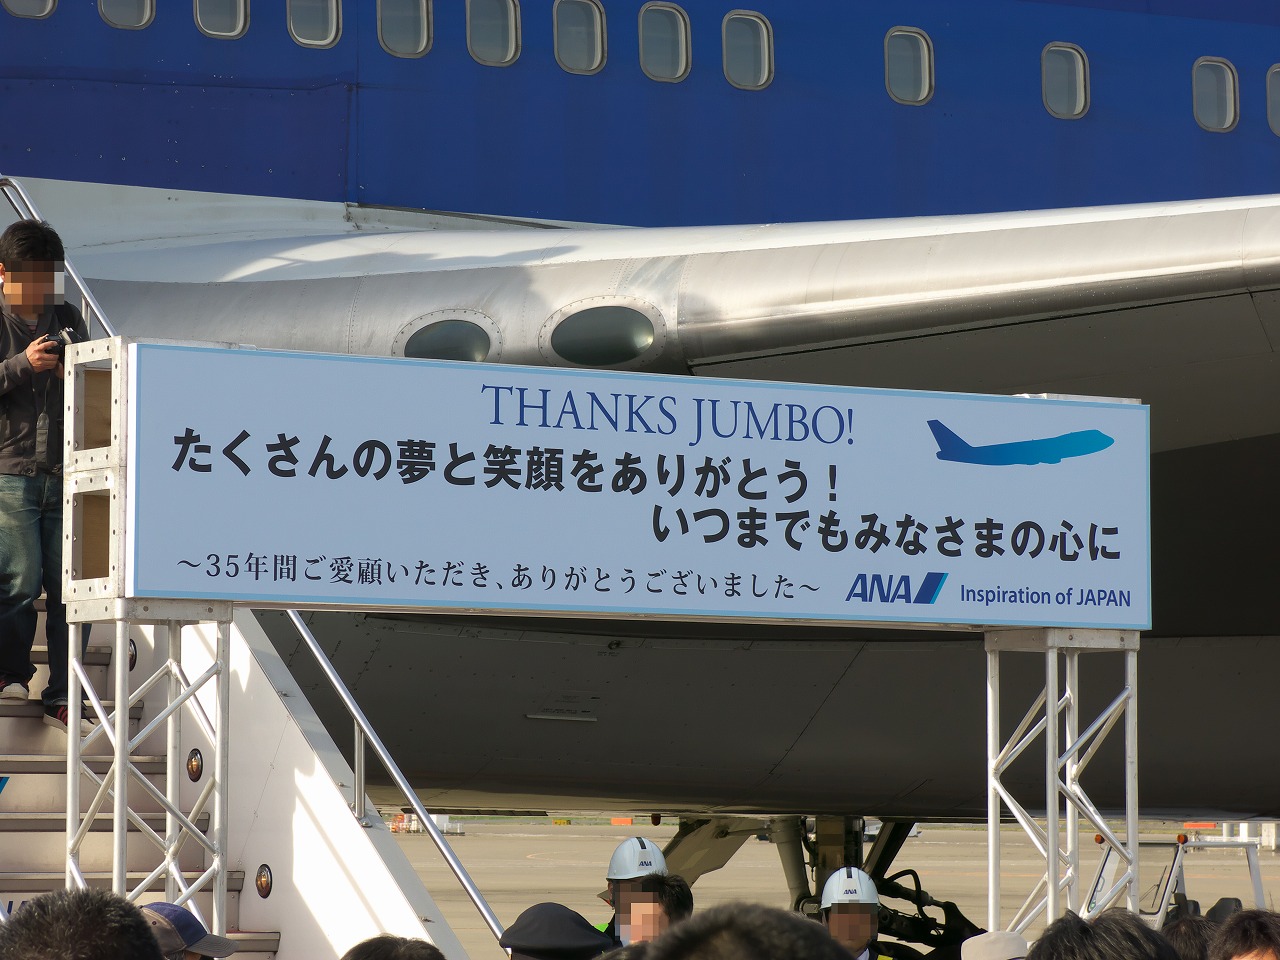 THANKS JUMBO!
たくさんの夢と笑顔をありがとう！
いつまでもみなさまの心に
～35年間ご愛顧いただき､ありがとうございました～
ANA Inspiration of JAPAN
ANA
ANA